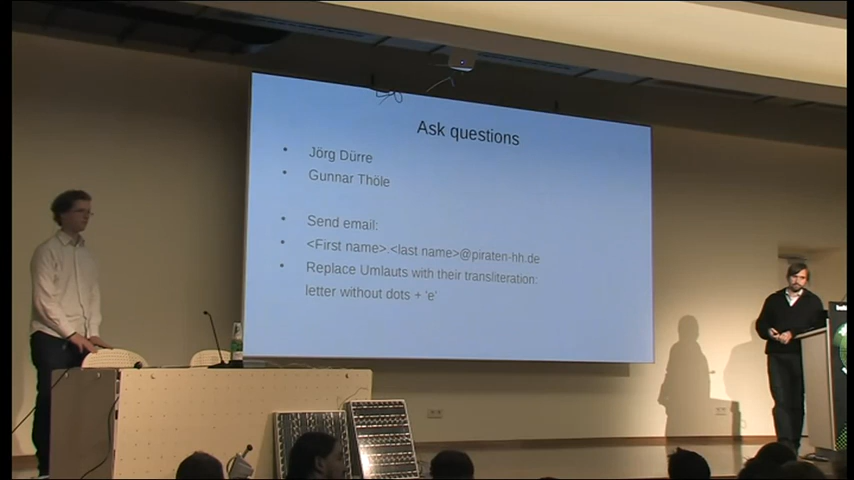 Ask questions
Jörg Dürre
Gunnar Thöle
Send email:
<First name>.<last name>@piraten-hh.de
Replace Umlauts with their transliteration:
letter without dots + 'e'